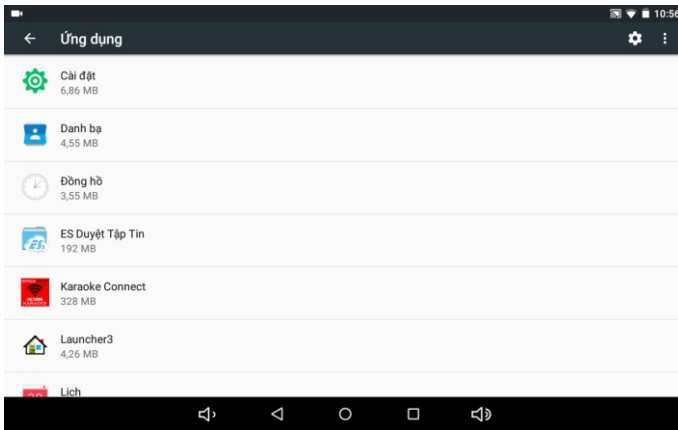 10:56
Ứng dụng
Cài đặt
6,86 MB
Danh bạ
4,55 MB
Đồng hồ
3,55 MB
ES Duyệt Tập Tin
192 MB
Karaoke Connect
328 MB
Launcher3
4,26 MB
Lịch